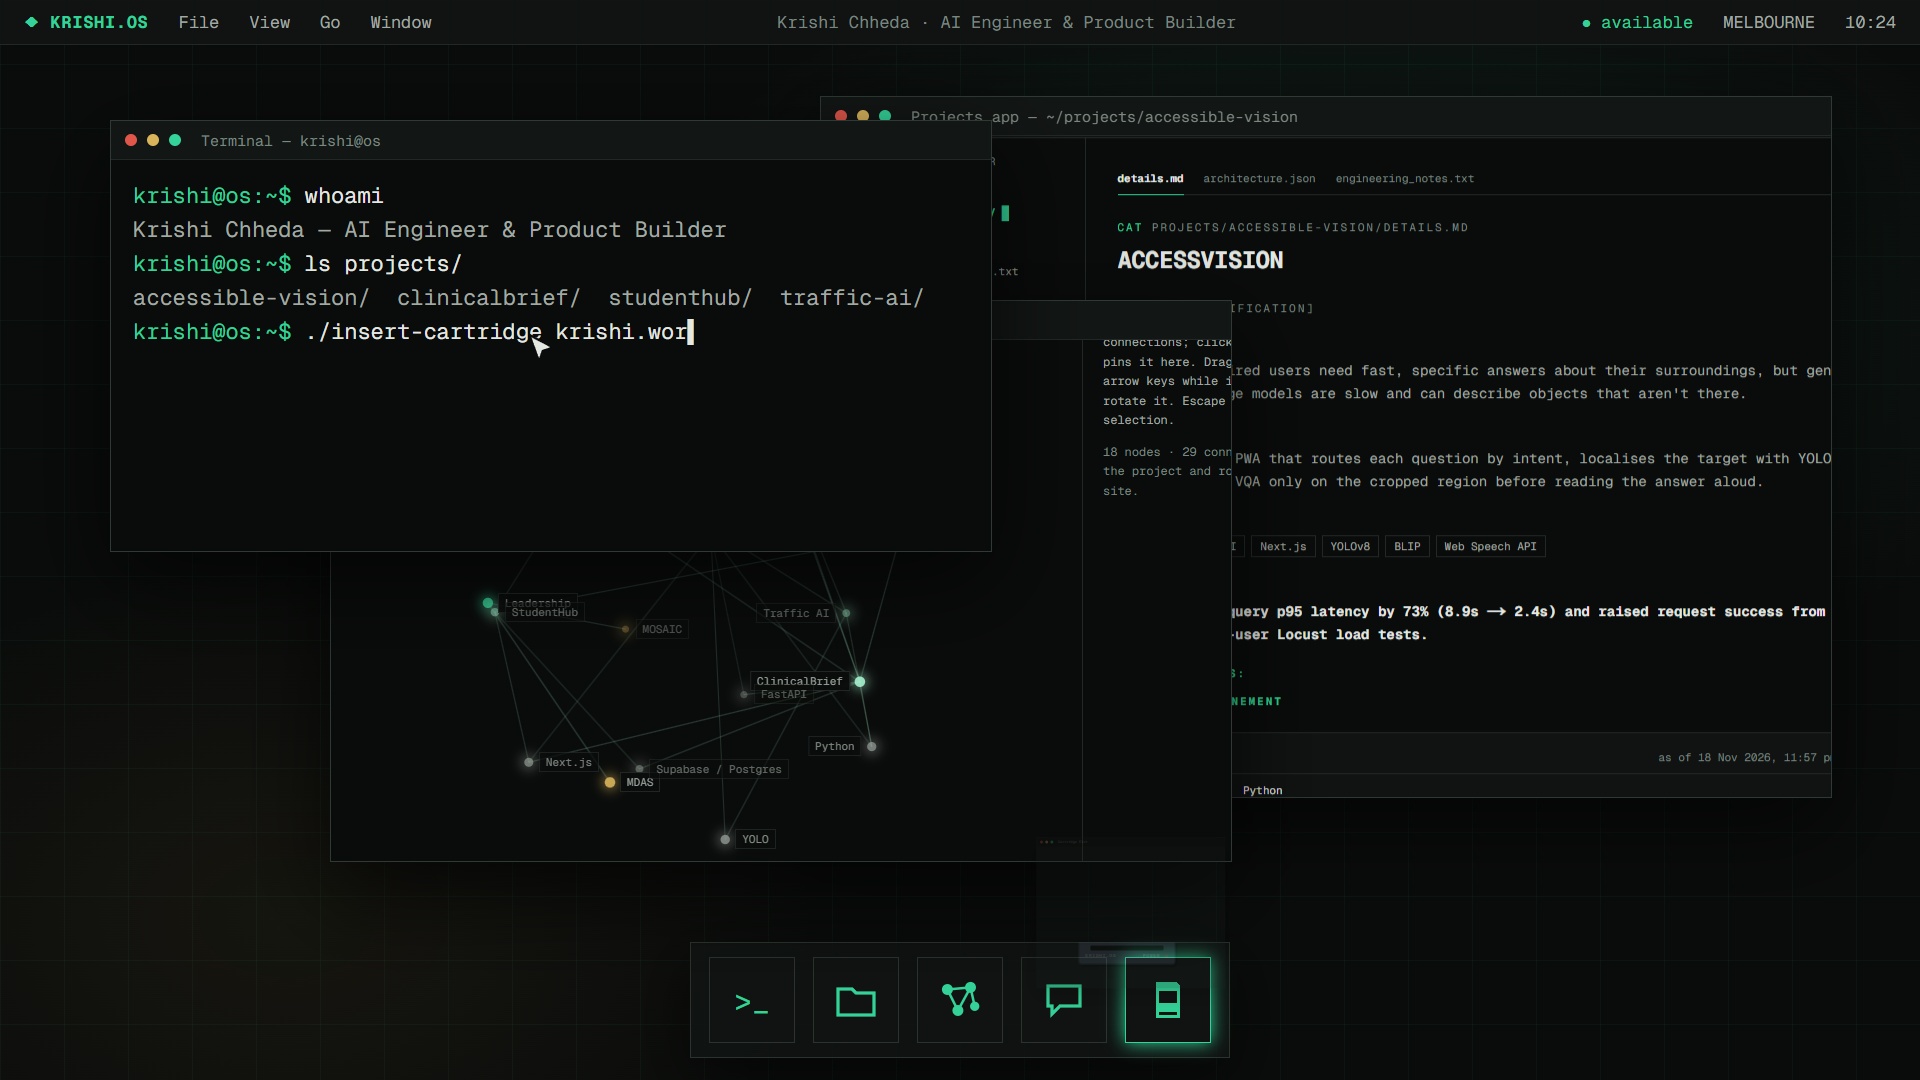 KRISHI.OS File View Go Window
Krishi Chheda · AI Engineer & Product Builder
available MELBOURNE 10:24
Terminal — krishi@os
krishi@os:~$ whoami
Krishi Chheda — AI Engineer & Product Builder
krishi@os:~$ ls projects/
accessible-vision/ clinicalbrief/ studenthub/ traffic-ai/
krishi@os:~$ ./insert-cartridge krishi.wor
Projects.app — ~/projects/accessible-vision
.txt
details.md architecture.json engineering_notes.txt
CAT PROJECTS/ACCESSIBLE-VISION/DETAILS.MD
ACCESSVISION
IFICATION]
ired users need fast, specific answers about their surroundings, but gen
ge models are slow and can describe objects that aren't there.
PWA that routes each question by intent, localises the target with YOLO
VQA only on the cropped region before reading the answer aloud.
I Next.js YOLOv8 BLIP Web Speech API
query p95 latency by 73% (8.9s → 2.4s) and raised request success from
-user Locust load tests.
S:
NEMENT
as of 18 Nov 2026, 11:57 p
Python
connections; click
pins it here. Drag
arrow keys while i
rotate it. Escape
selection.
18 nodes · 29 conn
the project and ro
site.
Leadership
StudentHub
MOSAIC
Traffic AI
ClinicalBrief
FastAPI
Python
Next.js
Supabase / Postgres
MDAS
YOLO
>_